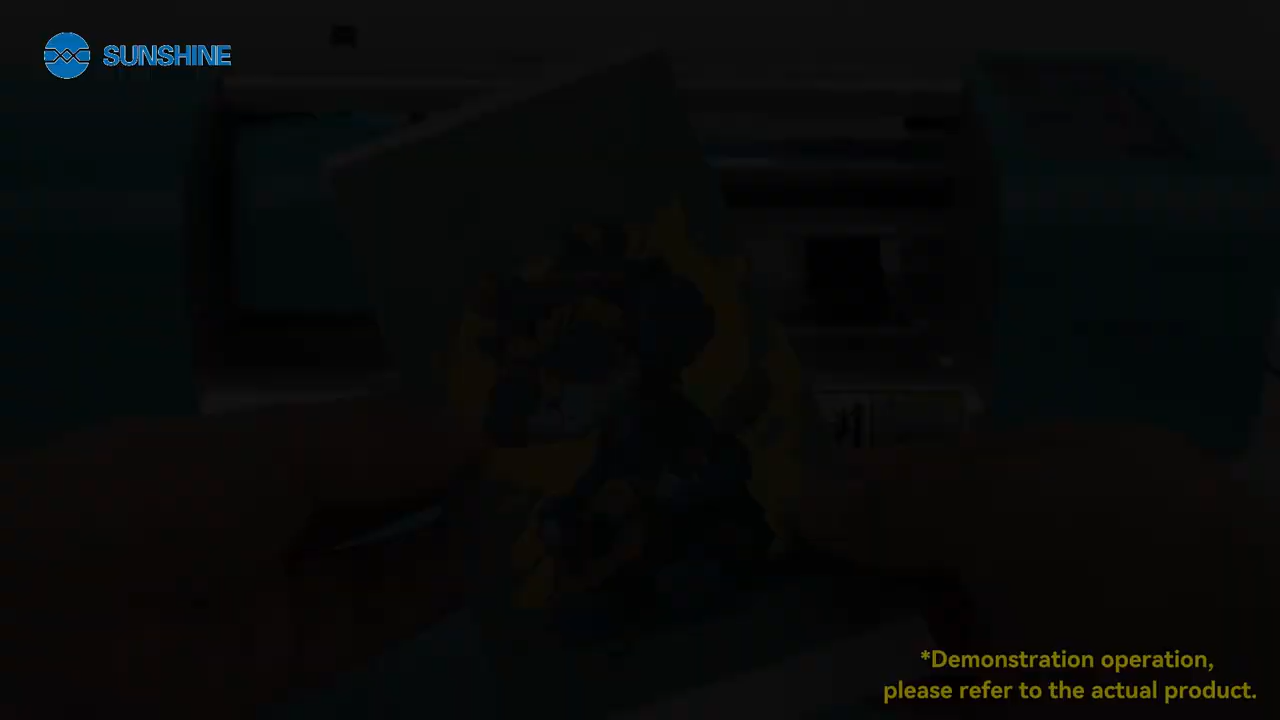 SUNSHINE
*Demonstration operation,
please refer to the actual product.